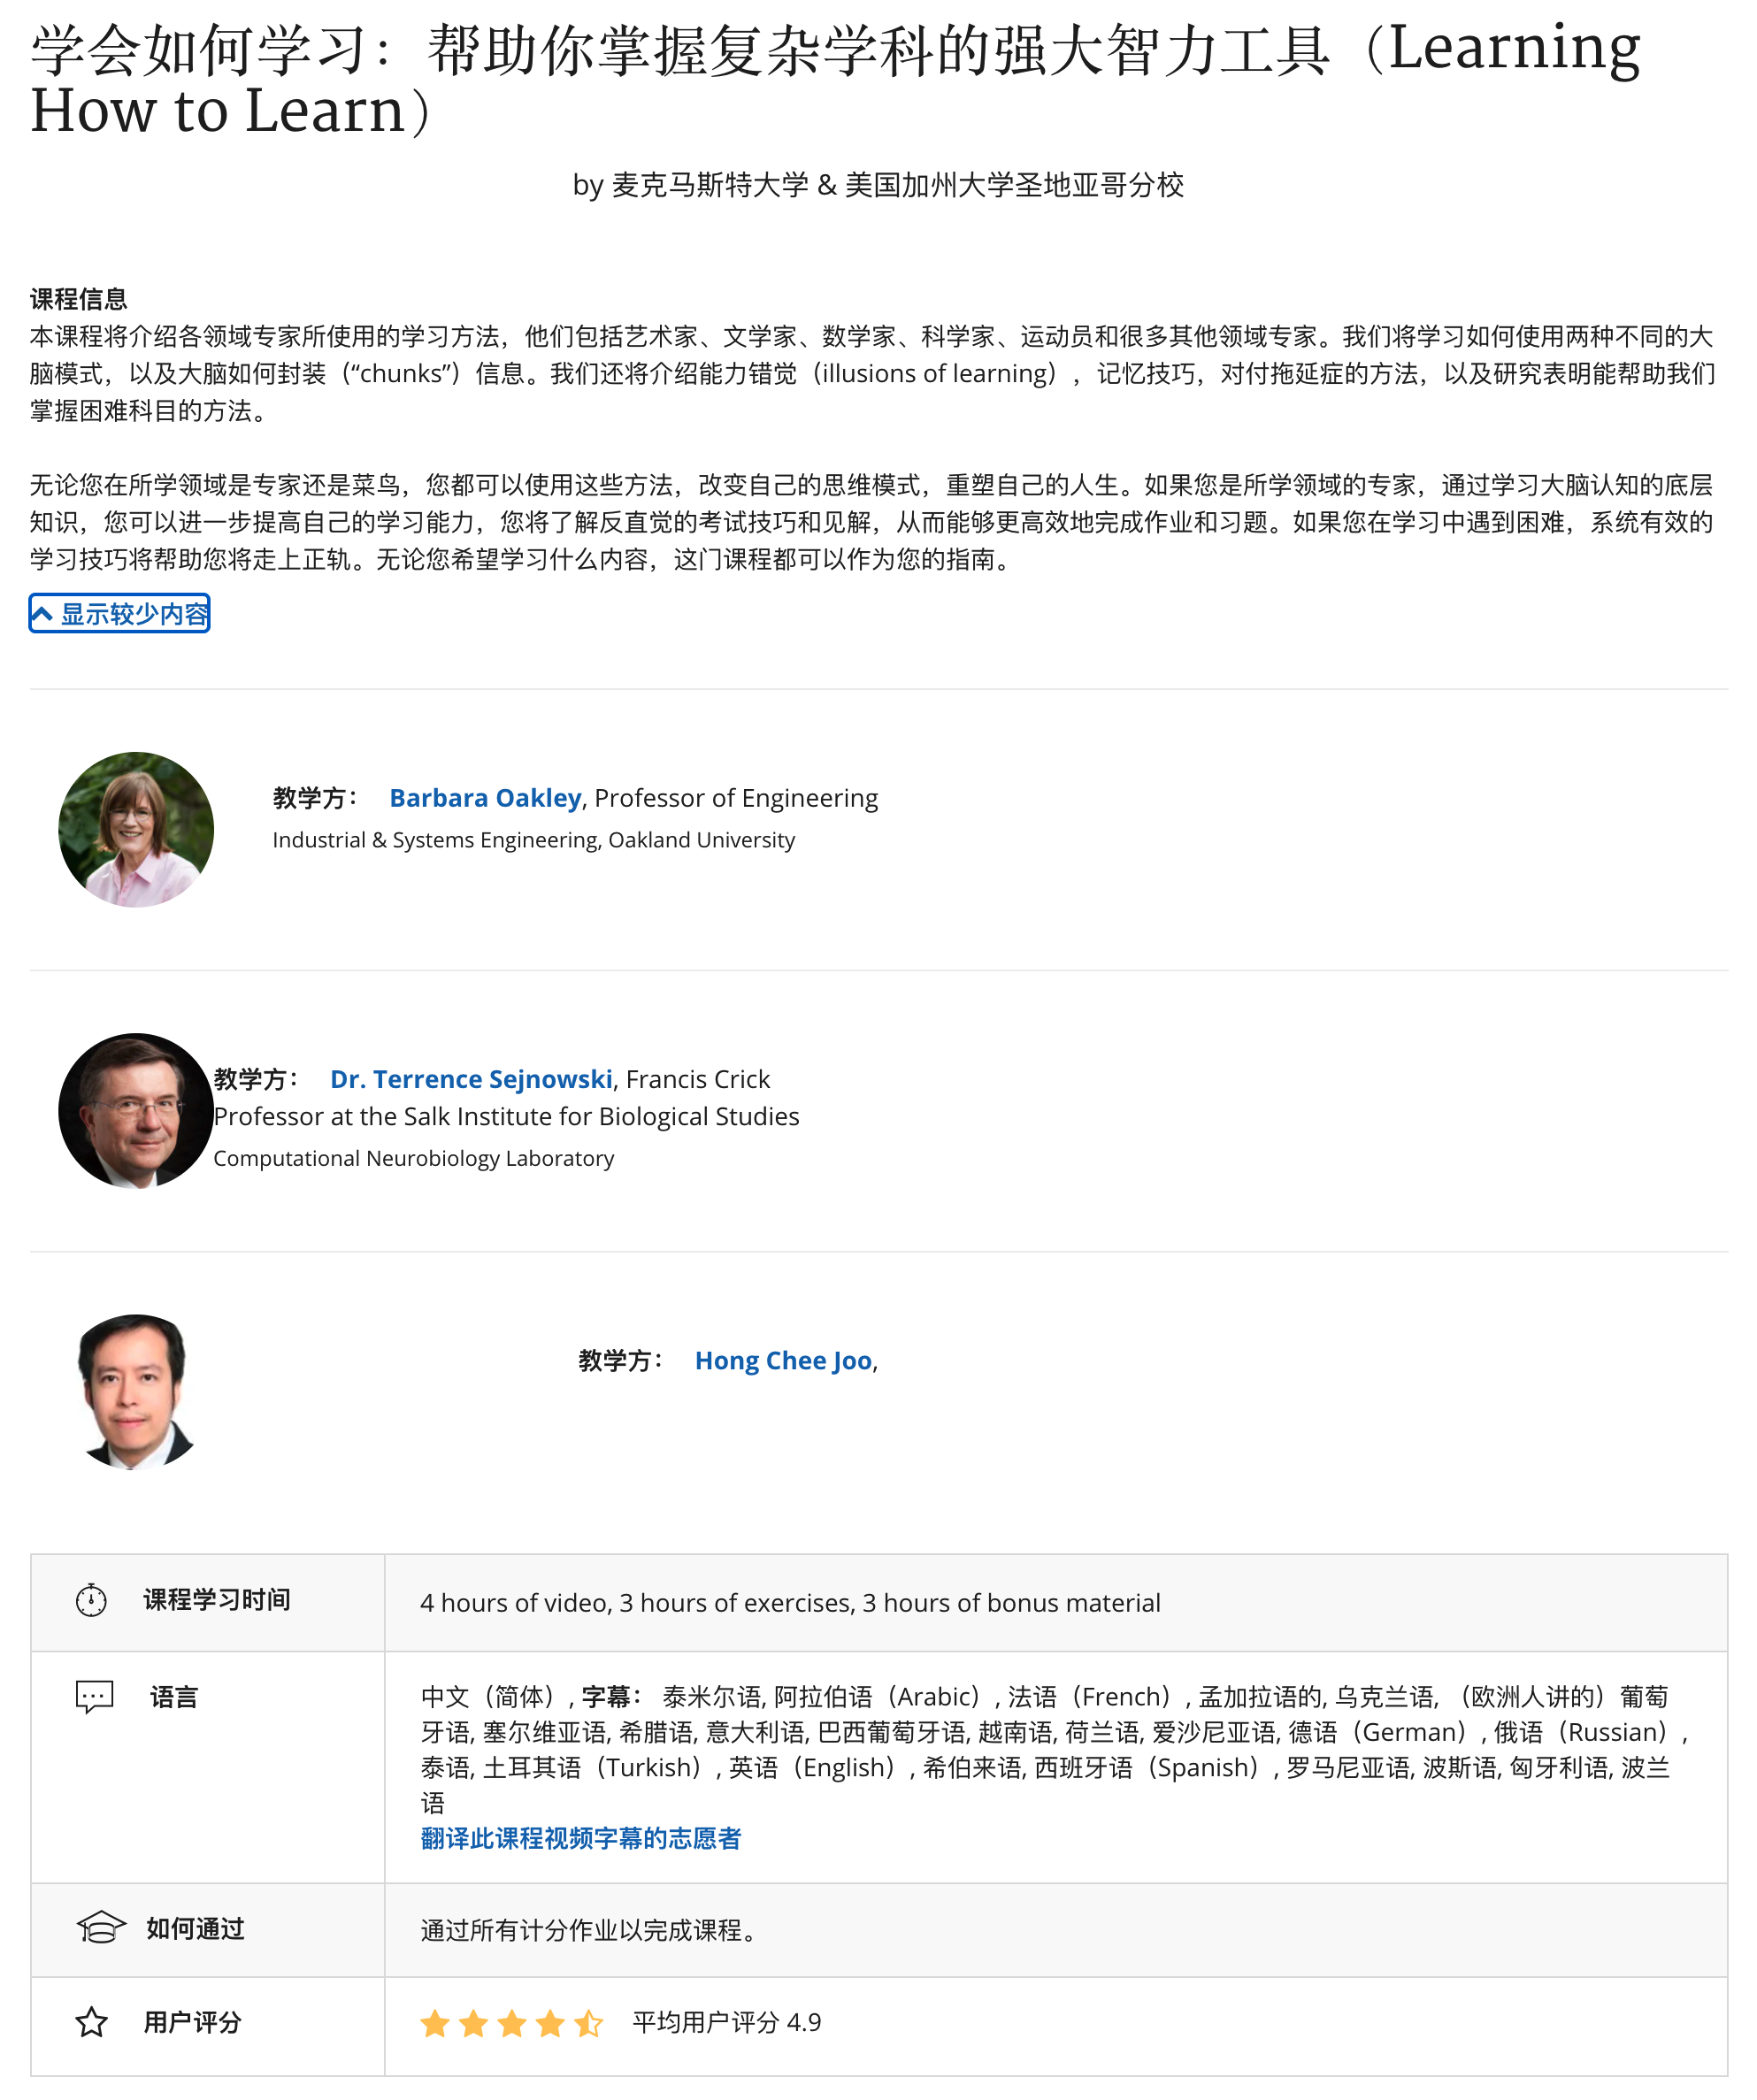 学会如何学习：帮助你掌握复杂学科的强大智力工具（Learning
How to Learn）
by 麦克马斯特大学 & 美国加州大学圣地亚哥分校
课程信息
本课程将介绍各领域专家所使用的学习方法，他们包括艺术家、文学家、数学家、科学家、运动员和很多其他领域专家。我们将学习如何使用两种不同的大
脑模式，以及大脑如何封装（“chunks”）信息。我们还将介绍能力错觉（illusions of learning），记忆技巧，对付拖延症的方法，以及研究表明能帮助我们
掌握困难科目的方法。
无论您在所学领域是专家还是菜鸟，您都可以使用这些方法，改变自己的思维模式，重塑自己的人生。如果您是所学领域的专家，通过学习大脑认知的底层
知识，您可以进一步提高自己的学习能力，您将了解反直觉的考试技巧和见解，从而能够更高效地完成作业和习题。如果您在学习中遇到困难，系统有效的
学习技巧将帮助您将走上正轨。无论您希望学习什么内容，这门课程都可以作为您的指南。
显示较少内容
教学方： Barbara Oakley, Professor of Engineering
Industrial & Systems Engineering, Oakland University
教学方： Dr. Terrence Sejnowski, Francis Crick
Professor at the Salk Institute for Biological Studies
Computational Neurobiology Laboratory
教学方： Hong Chee Joo,
课程学习时间 4 hours of video, 3 hours of exercises, 3 hours of bonus material
语言 中文（简体）, 字幕： 泰米尔语, 阿拉伯语（Arabic）, 法语（French）, 孟加拉语的, 乌克兰语, （欧洲人讲的）葡萄
牙语, 塞尔维亚语, 希腊语, 意大利语, 巴西葡萄牙语, 越南语, 荷兰语, 爱沙尼亚语, 德语（German）, 俄语（Russian）,
泰语, 土耳其语（Turkish）, 英语（English）, 希伯来语, 西班牙语（Spanish）, 罗马尼亚语, 波斯语, 匈牙利语, 波兰
语
翻译此课程视频字幕的志愿者
如何通过 通过所有计分作业以完成课程。
用户评分 平均用户评分 4.9